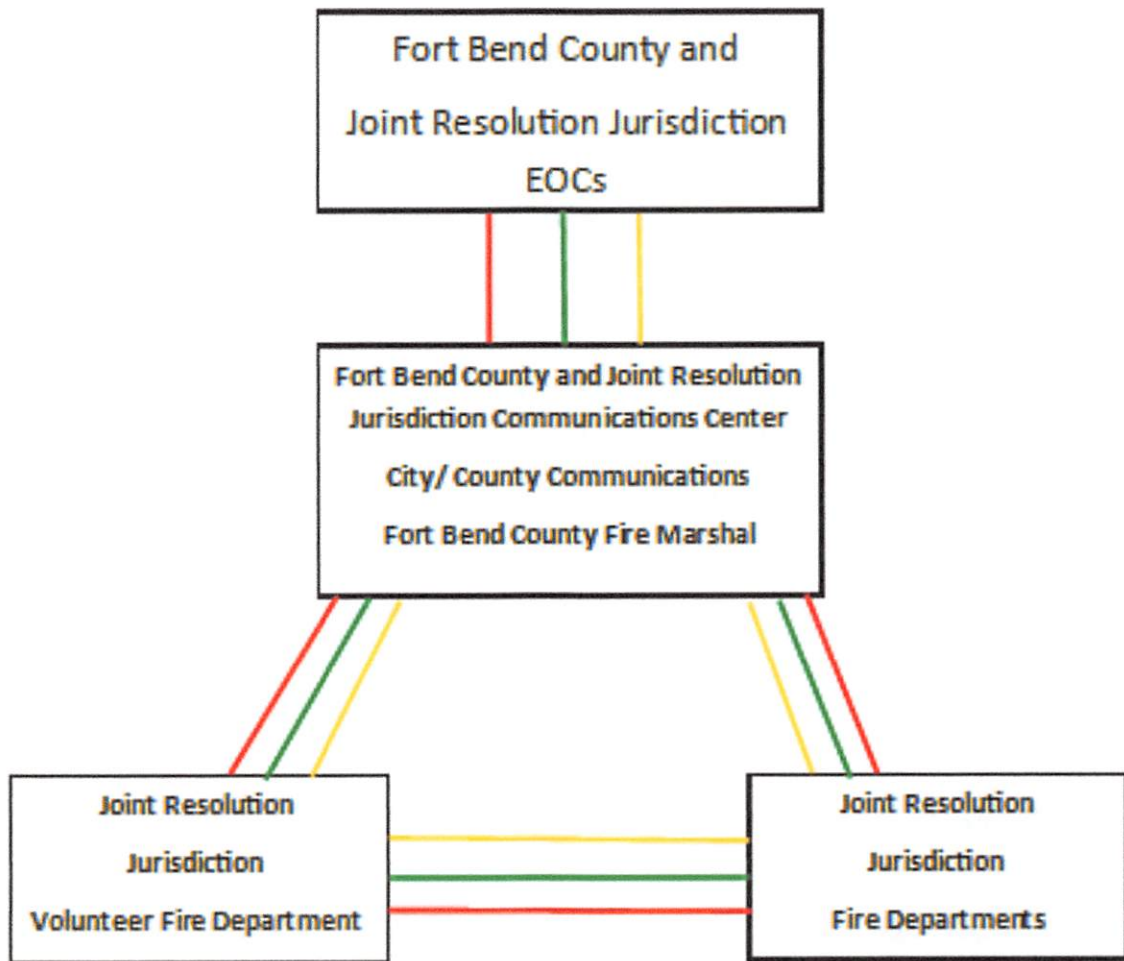 Fort Bend County and
Joint Resolution Jurisdiction
EOCs
Fort Bend County and Joint Resolution
Jurisdiction Communications Center
City/ County Communications
Fort Bend County Fire Marshal
Joint Resolution
Jurisdiction
Volunteer Fire Department
Joint Resolution
Jurisdiction
Fire Departments